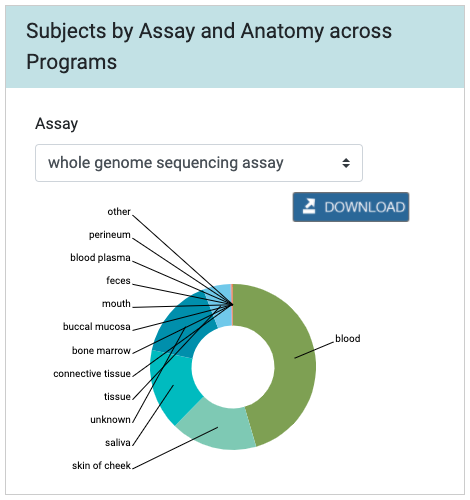 Subjects by Assay and Anatomy across
Programs
Assay
whole genome sequencing assay
DOWNLOAD
other
perineum
blood plasma
feces
mouth
buccal mucosa
bone marrow
connective tissue
tissue
unknown
saliva
skin of cheek
blood